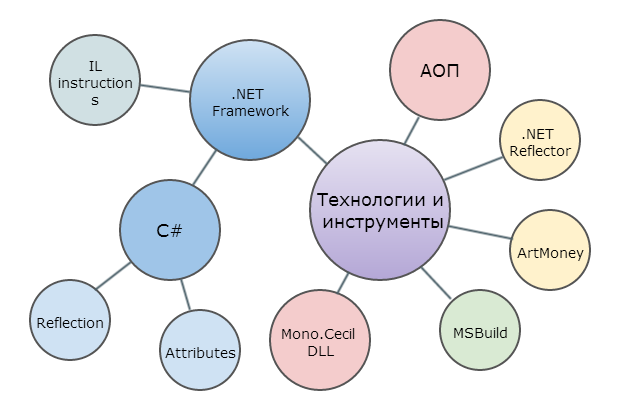 IL
instruction
s
.NET
Framework
АОП
.NET
Reflector
Технологии и
инструменты
C#
ArtMoney
Reflection
Attributes
Mono.Cecil
DLL
MSBuild